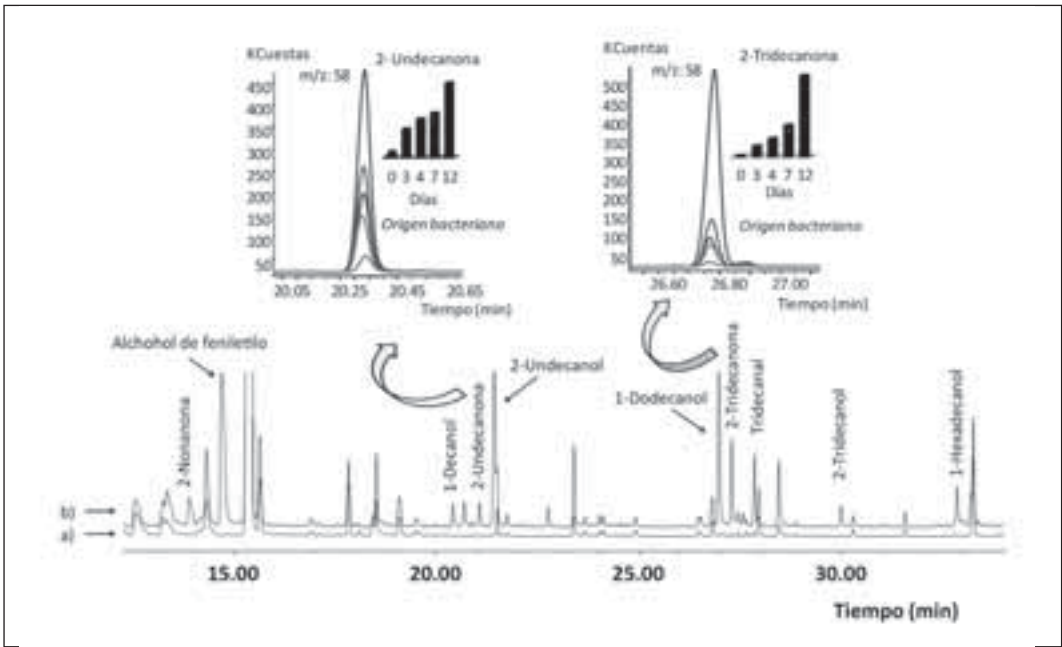 KCuestas
2- Undecanona
m/z: 58
450
400
350
300
250
200
150
100
50
0 3 4 7 12
Días
Origen bacteriano
20.05 20.25 20.45 20.65
Tiempo (min)
KCuentas
2-Tridecanona
m/z: 58
500
450
400
350
300
250
200
150
100
50
0 3 4 7 12
Días
Origen bacteriano
26.60 26.80 27.00
Tiempo (min)
Alchohol de feniletilo
2-Nonanona
1-Decanol
2-Undecanona
2-Undecanol
1-Dodecanol
2-Tridecanona
Tridecanal
2-Tridecanol
1-Hexadecanol
b)
a)
15.00 20.00 25.00 30.00
Tiempo (min)